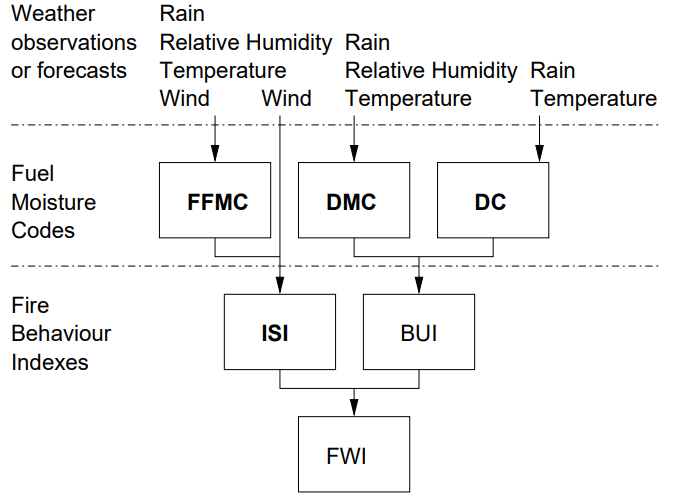 Weather
observations
or forecasts
Rain
Relative Humidity
Temperature
Wind
Wind
Rain
Relative Humidity
Temperature
Rain
Temperature
Fuel
Moisture
Codes
FFMC
DMC
DC
Fire
Behaviour
Indexes
ISI
BUI
FWI